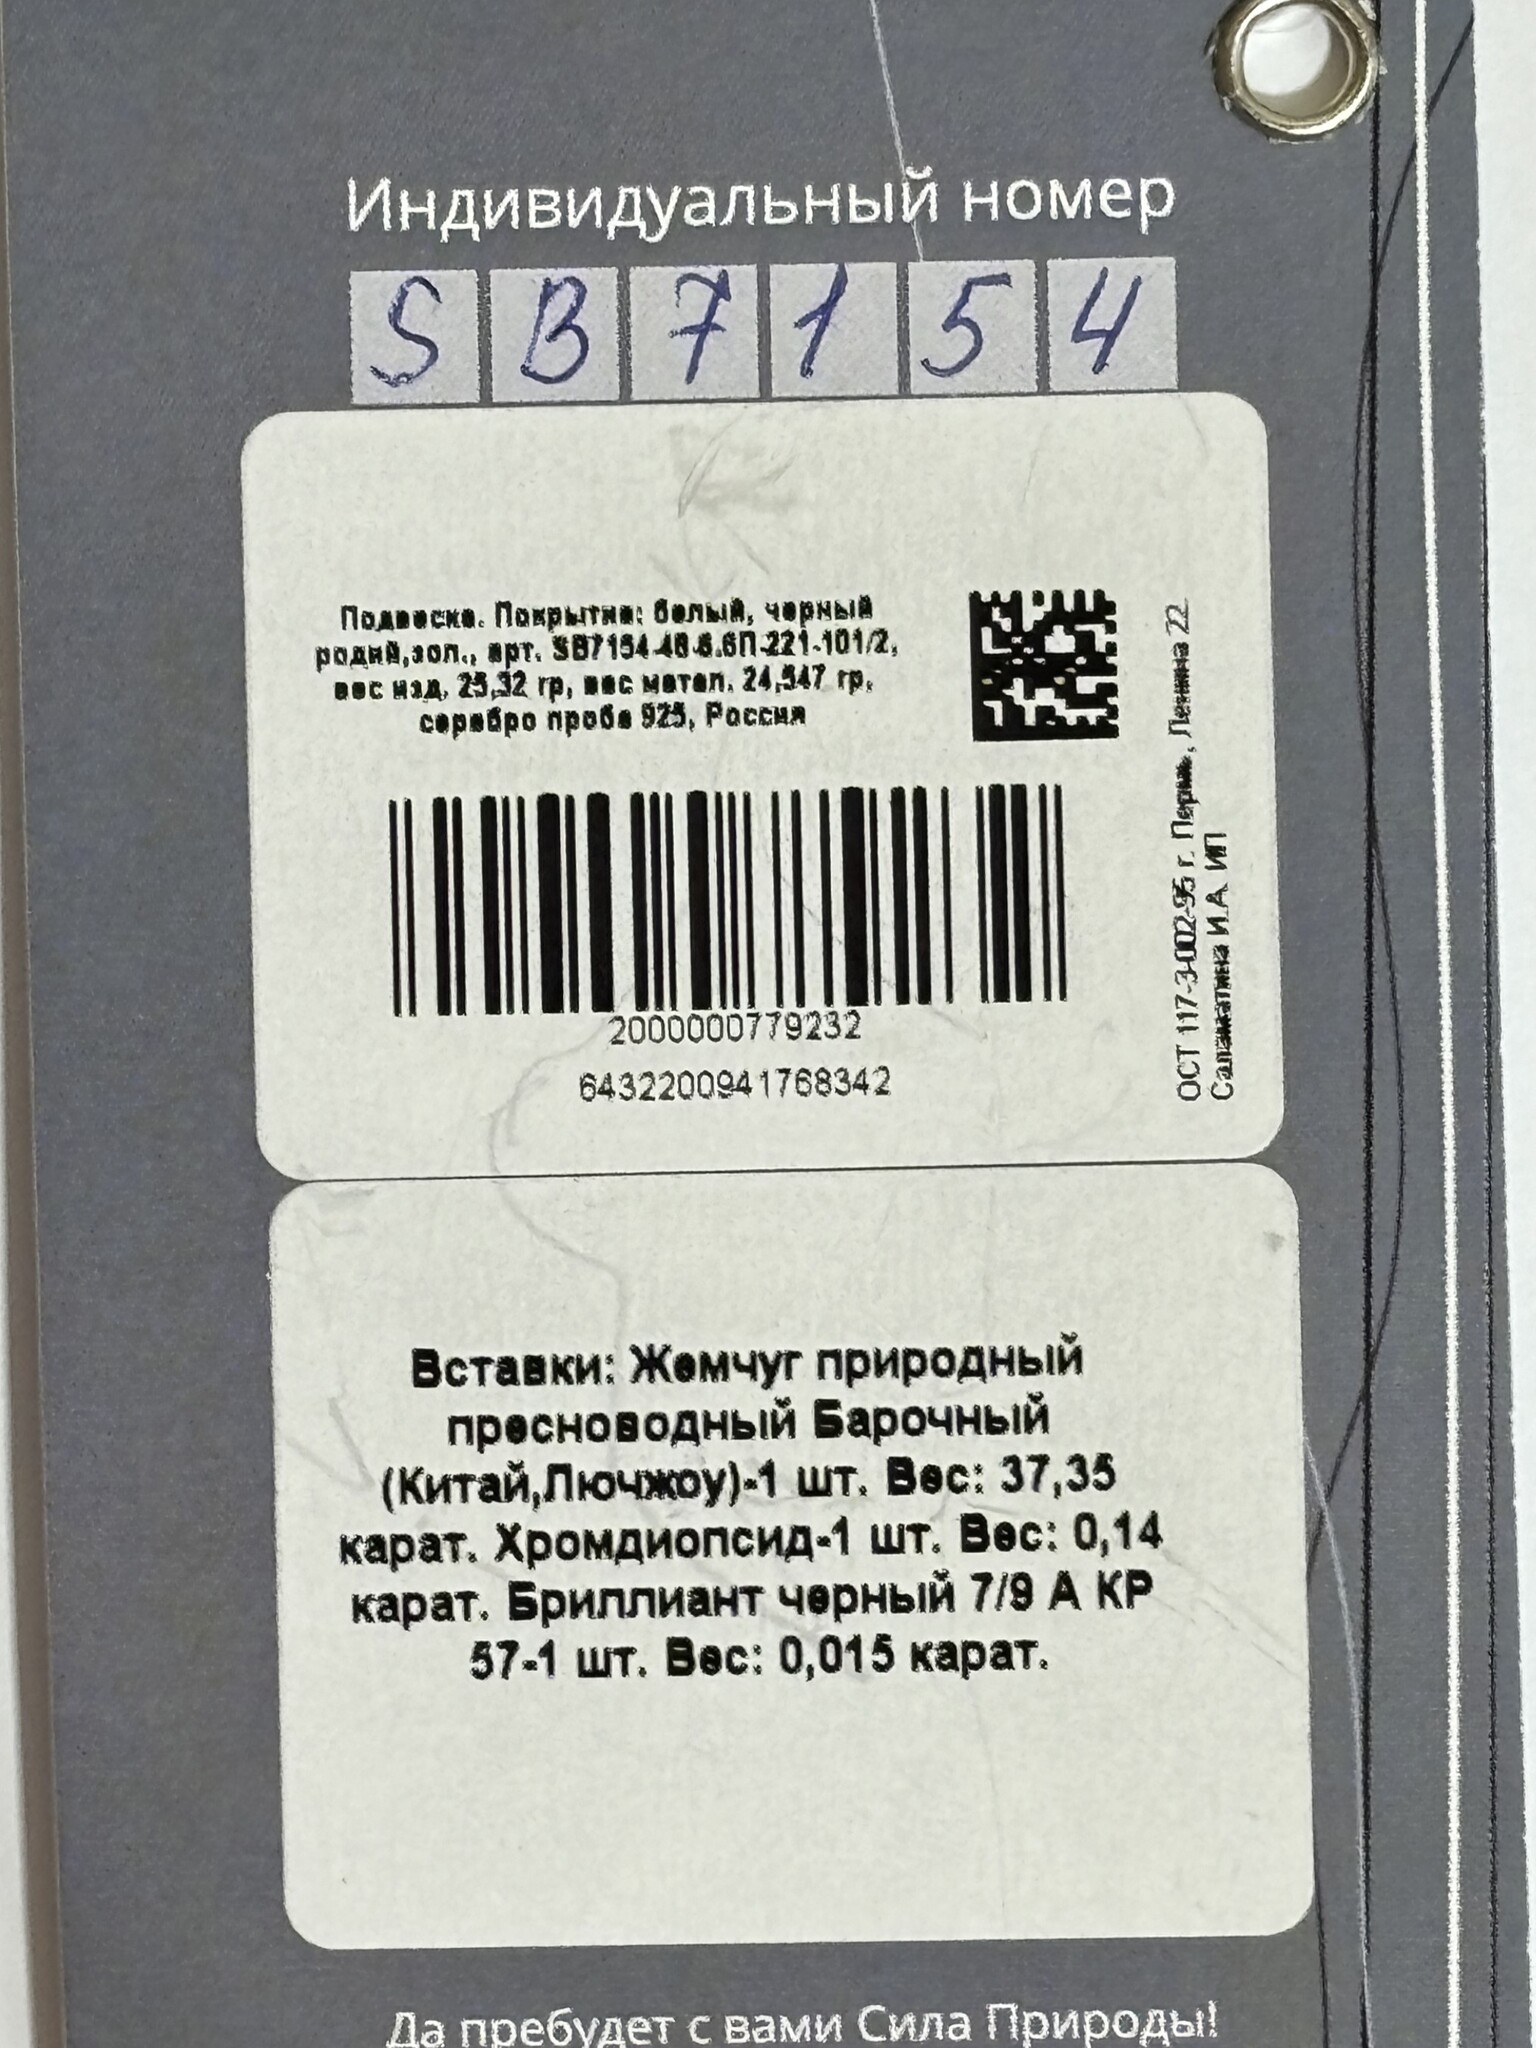 Индивидуальный номер
SB7154
Подвеска. Покрытие: белый, черный
родий,зол., арт. SB7154-48-6.6П-221-101/2,
вес изд. 25,32 гр, вес метал. 24,547 гр,
серебро проба 925, Россия
2000000779232
6432200941768342
ОСТ 117-3-002-95 г. Пермь, Ленина 22
Саламатина И.А. ИП
Вставки: Жемчуг природный
пресноводный Барочный
(Китай,Лючжоу)-1 шт. Вес: 37,35
карат. Хромдиопсид-1 шт. Вес: 0,14
карат. Бриллиант черный 7/9 А КР
57-1 шт. Вес: 0,015 карат.
Да пребудет с вами Сила Природы!